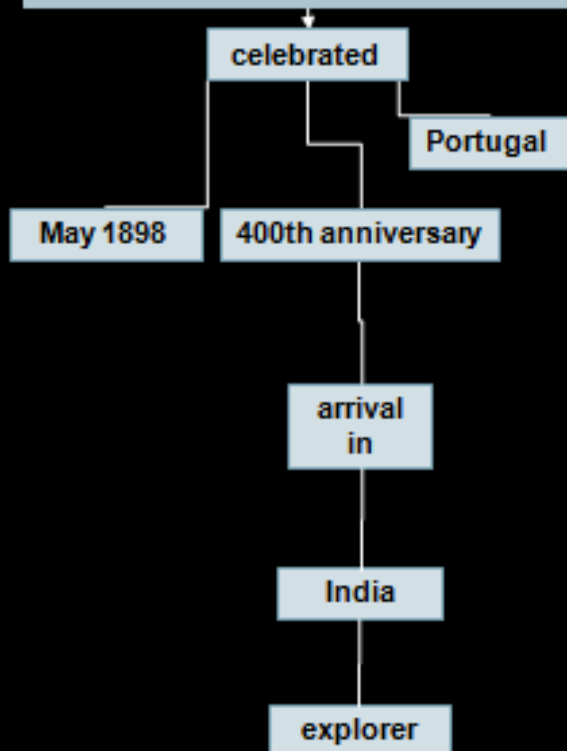 celebrated
Portugal
May 1898
400th anniversary
arrival
in
India
explorer